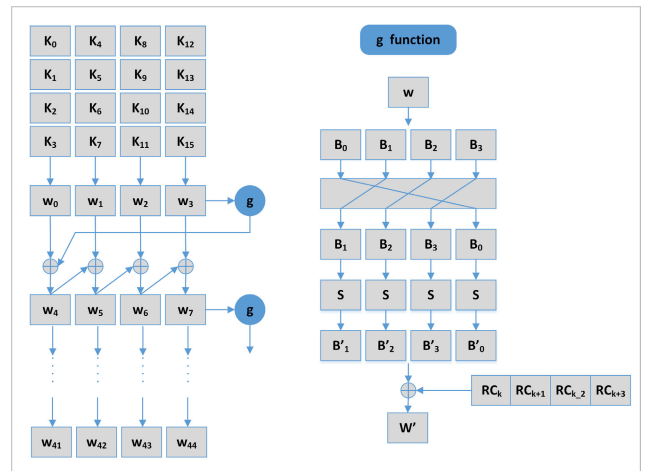 K0 K4 K8 K12
K1 K5 K9 K13
K2 K6 K10 K14
K3 K7 K11 K15
w0 w1 w2 w3 g
w4 w5 w6 w7 g
w41 w42 w43 w44
g function
w
B0 B1 B2 B3
B1 B2 B3 B0
S S S S
B'1 B'2 B'3 B'0
RCk RCk+1 RCk_2 RCk+3
W'